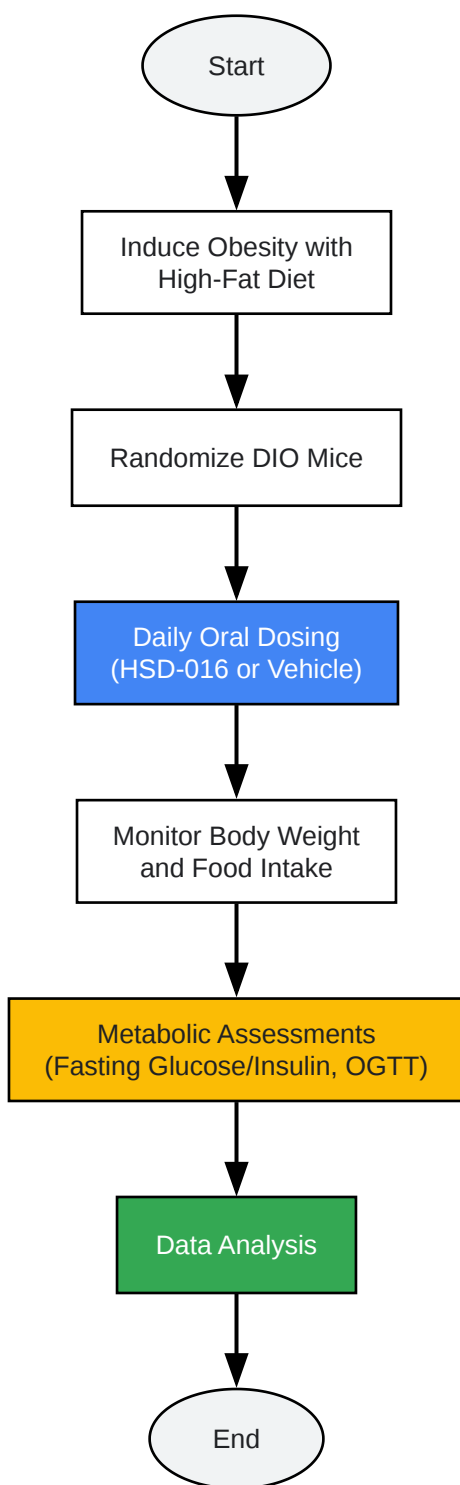 Start
Induce Obesity with
High-Fat Diet
Randomize DIO Mice
Daily Oral Dosing
(HSD-016 or Vehicle)
Monitor Body Weight
and Food Intake
Metabolic Assessments
(Fasting Glucose/Insulin, OGTT)
Data Analysis
End